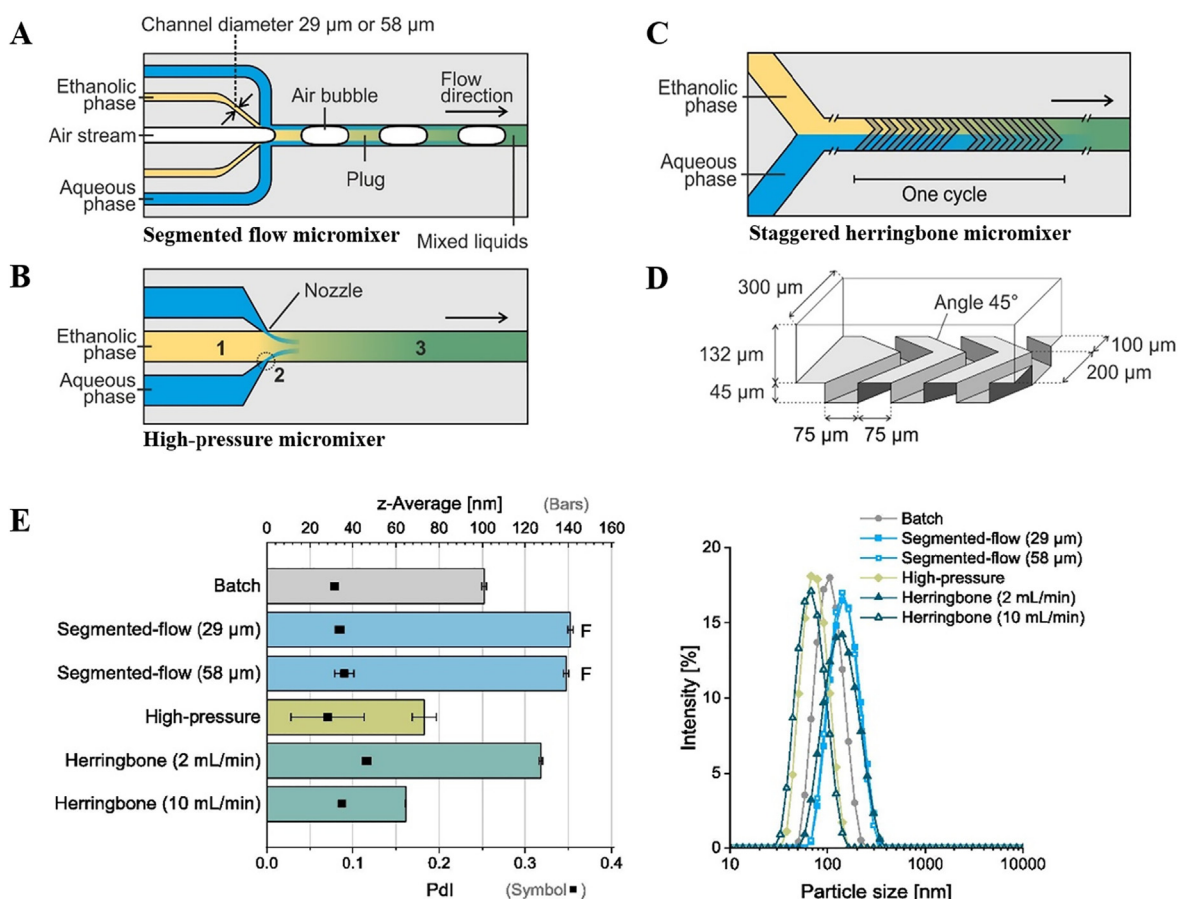 A
Channel diameter 29 µm or 58 µm
Ethanolic
phase
Air stream
Aqueous
phase
Air bubble
Flow
direction
Plug
Segmented flow micromixer
Mixed liquids
B
Nozzle
Ethanolic
phase
Aqueous
phase
1
2
3
High-pressure micromixer
C
Ethanolic
phase
Aqueous
phase
One cycle
Staggered herringbone micromixer
D
300 µm
Angle 45°
132 µm
45 µm
100 µm
200 µm
75 µm
75 µm
E
z-Average [nm] (Bars)
0 20 40 60 80 100 120 140 160
Batch
Segmented-flow (29 µm)
F
Segmented-flow (58 µm)
F
High-pressure
Herringbone (2 mL/min)
Herringbone (10 mL/min)
0.0 0.1 0.2 0.3 0.4
PdI (Symbol ■)
Batch
Segmented-flow (29 µm)
Segmented-flow (58 µm)
High-pressure
Herringbone (2 mL/min)
Herringbone (10 mL/min)
Intensity [%]
20
15
10
5
0
10 100 1000 10000
Particle size [nm]